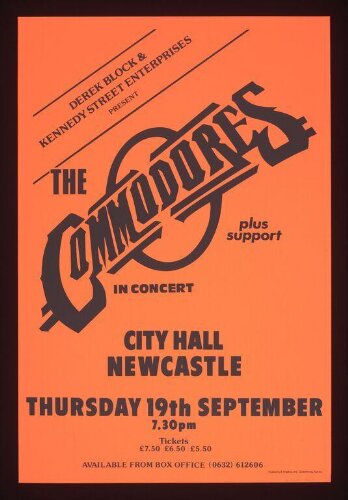 DEREK BLOCK &
KENNEDY STREET ENTERPRISES
PRESENT
THE
COMMODORES
plus
support
IN CONCERT
CITY HALL
NEWCASTLE
THURSDAY 19th SEPTEMBER
7.30pm
Tickets
£7.50 £6.50 £5.50
AVAILABLE FROM BOX OFFICE (0632) 612606